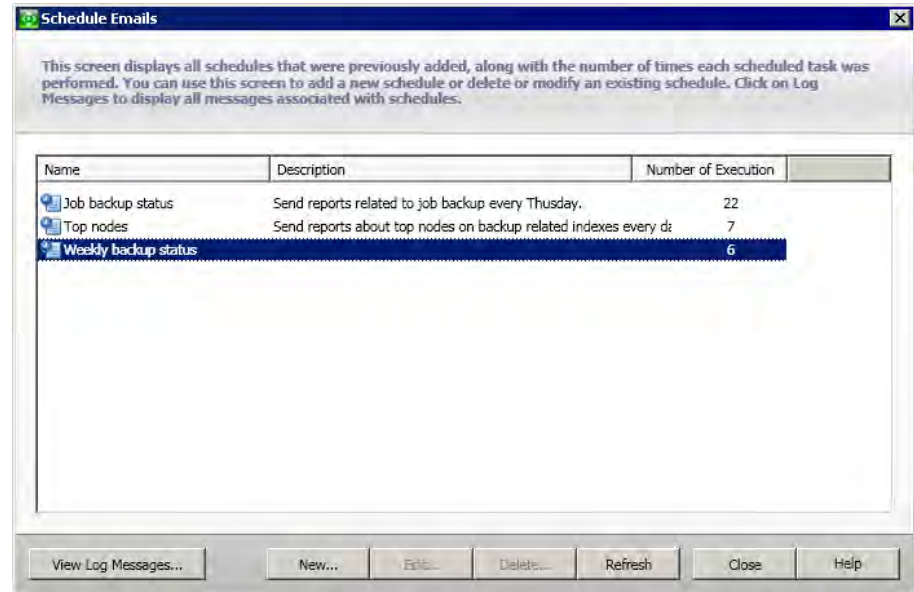 Schedule Emails
This screen displays all schedules that were previously added, along with the number of times each scheduled task was
performed. You can use this screen to add a new schedule or delete or modify an existing schedule. Click on Log
Messages to display all messages associated with schedules.
Name Description Number of Execution
Job backup status Send reports related to job backup every Thusday. 22
Top nodes Send reports about top nodes on backup related indexes every da 7
Weekly backup status 6
View Log Messages... New... Edit... Delete... Refresh Close Help